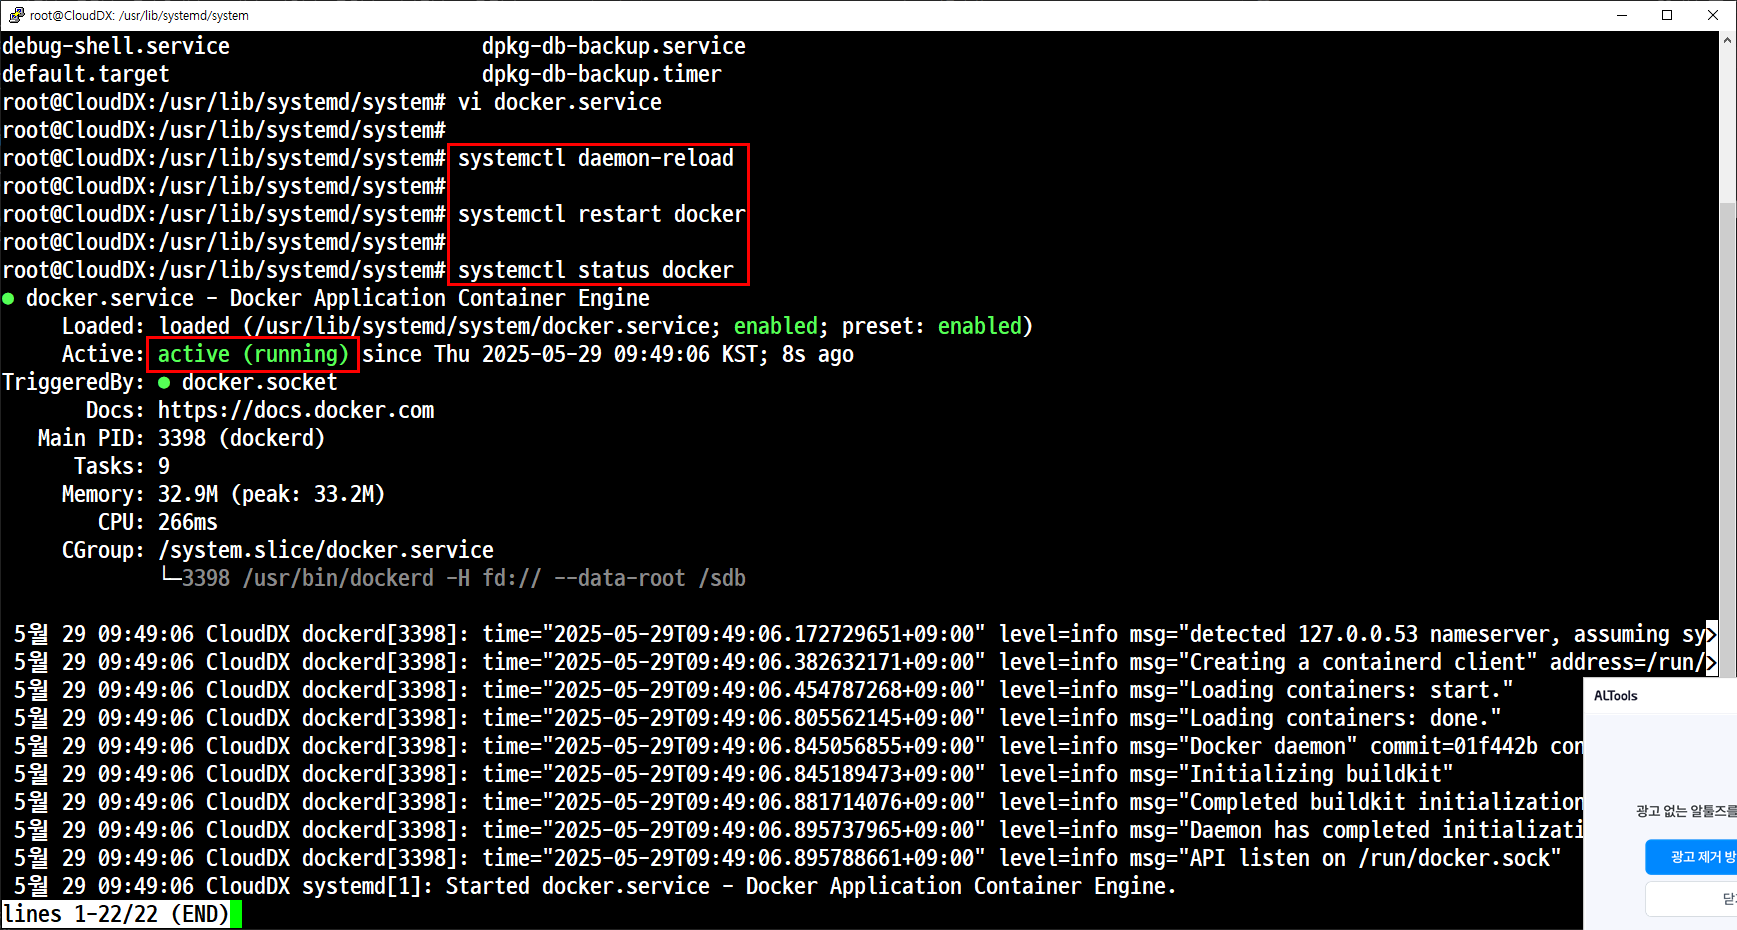 root@CloudDX: /usr/lib/systemd/system
debug-shell.service dpkg-db-backup.service
default.target dpkg-db-backup.timer
root@CloudDX:/usr/lib/systemd/system# vi docker.service
root@CloudDX:/usr/lib/systemd/system#
root@CloudDX:/usr/lib/systemd/system# systemctl daemon-reload
root@CloudDX:/usr/lib/systemd/system#
root@CloudDX:/usr/lib/systemd/system# systemctl restart docker
root@CloudDX:/usr/lib/systemd/system#
root@CloudDX:/usr/lib/systemd/system# systemctl status docker
● docker.service - Docker Application Container Engine
Loaded: loaded (/usr/lib/systemd/system/docker.service; enabled; preset: enabled)
Active: active (running) since Thu 2025-05-29 09:49:06 KST; 8s ago
TriggeredBy: ● docker.socket
Docs: https://docs.docker.com
Main PID: 3398 (dockerd)
Tasks: 9
Memory: 32.9M (peak: 33.2M)
CPU: 266ms
CGroup: /system.slice/docker.service
└─3398 /usr/bin/dockerd -H fd:// --data-root /sdb
5월 29 09:49:06 CloudDX dockerd[3398]: time="2025-05-29T09:49:06.172729651+09:00" level=info msg="detected 127.0.0.53 nameserver, assuming sy>
5월 29 09:49:06 CloudDX dockerd[3398]: time="2025-05-29T09:49:06.382632171+09:00" level=info msg="Creating a containerd client" address=/run/>
5월 29 09:49:06 CloudDX dockerd[3398]: time="2025-05-29T09:49:06.454787268+09:00" level=info msg="Loading containers: start."
5월 29 09:49:06 CloudDX dockerd[3398]: time="2025-05-29T09:49:06.805562145+09:00" level=info msg="Loading containers: done."
5월 29 09:49:06 CloudDX dockerd[3398]: time="2025-05-29T09:49:06.845056855+09:00" level=info msg="Docker daemon" commit=01f442b con
5월 29 09:49:06 CloudDX dockerd[3398]: time="2025-05-29T09:49:06.845189473+09:00" level=info msg="Initializing buildkit"
5월 29 09:49:06 CloudDX dockerd[3398]: time="2025-05-29T09:49:06.881714076+09:00" level=info msg="Completed buildkit initialization
5월 29 09:49:06 CloudDX dockerd[3398]: time="2025-05-29T09:49:06.895737965+09:00" level=info msg="Daemon has completed initializati
5월 29 09:49:06 CloudDX dockerd[3398]: time="2025-05-29T09:49:06.895788661+09:00" level=info msg="API listen on /run/docker.sock"
5월 29 09:49:06 CloudDX systemd[1]: Started docker.service - Docker Application Container Engine.
lines 1-22/22 (END)
ALTools
광고 없는 알툴즈를
광고 제거 방